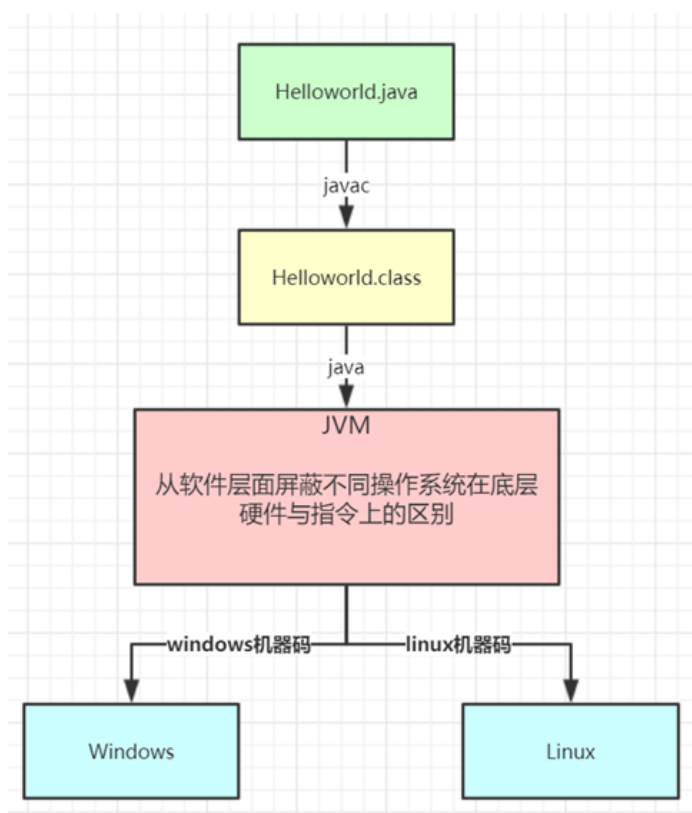 Helloworld.java
javac
Helloworld.class
java
JVM
从软件层面屏蔽不同操作系统在底层
硬件与指令上的区别
windows机器码
linux机器码
Windows
Linux